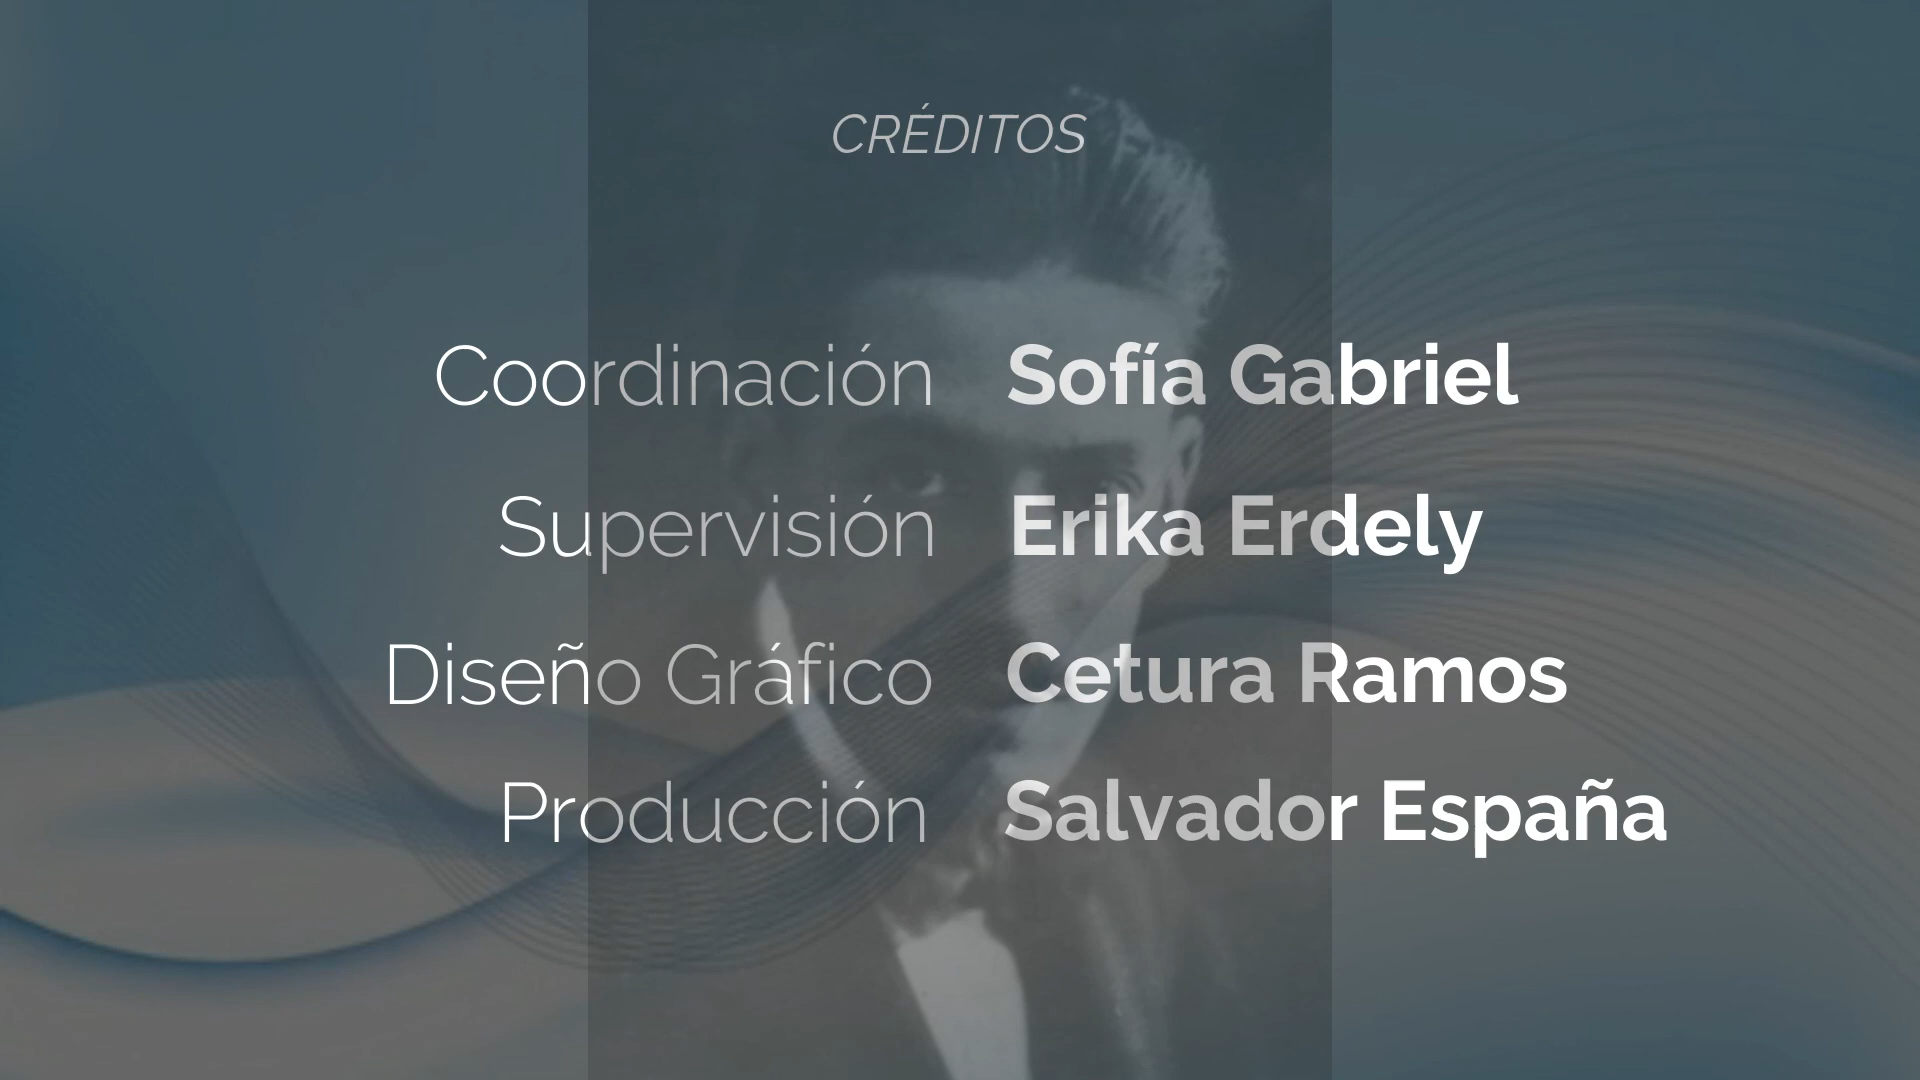 CRÉDITOS
Coordinación Sofía Gabriel
Supervisión Erika Erdely
Diseño Gráfico Cetura Ramos
Producción Salvador España